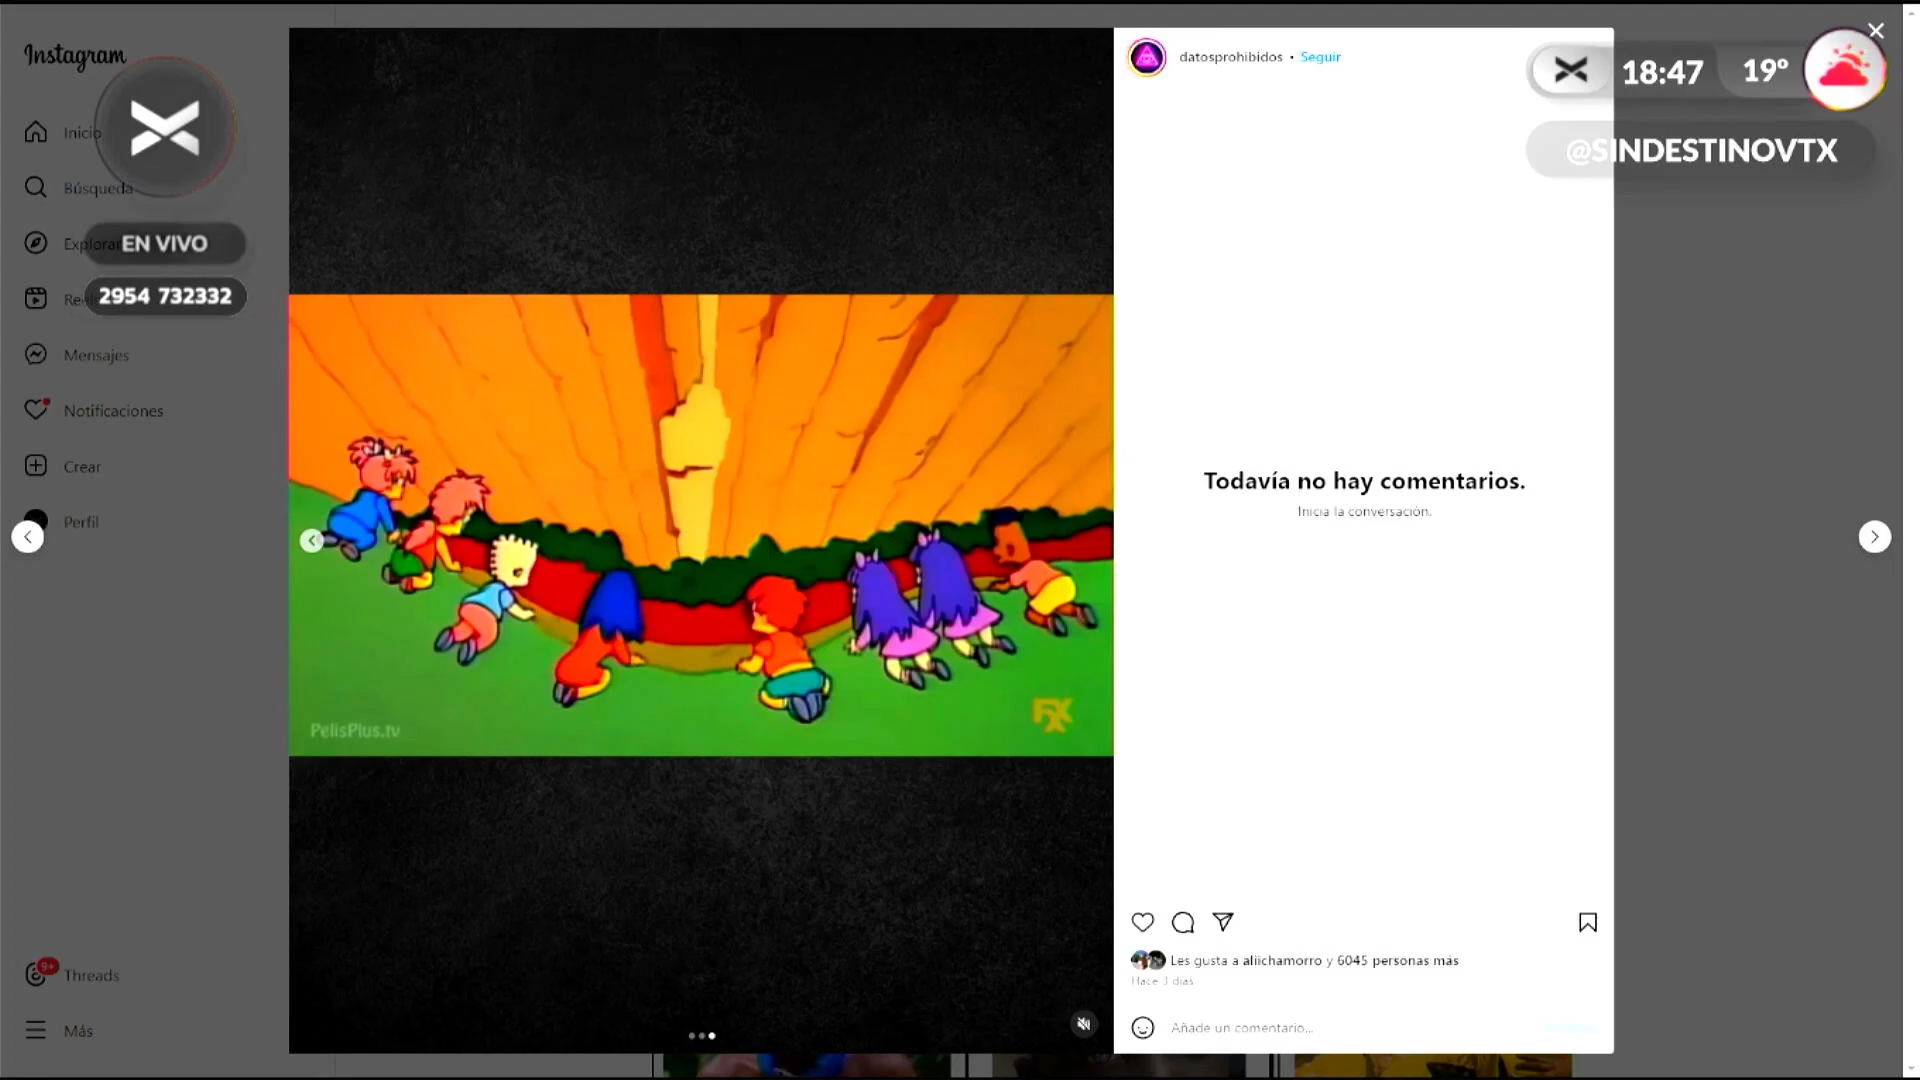 Instagram
Inicio
Búsqueda
Explorar
EN VIVO
2954 732332
Mensajes
Notificaciones
Crear
Perfil
9+
Threads
Más
PelisPlus.tv
FX
datosprohibidos • Seguir
18:47
19°
@SINDESTINOVTX
Todavía no hay comentarios.
Inicia la conversación.
Les gusta a aliichamorro y 6045 personas más
Hace 3 días
Añade un comentario...